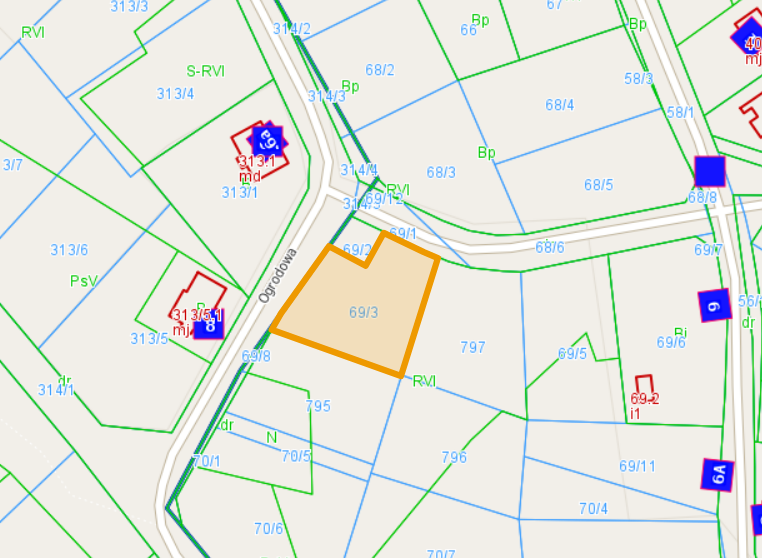 313/3
314/2
Bp
67
RVI
66
Bp
S-RVI
68/2
58/3
40
mj
313/4
Bp
314/3
68/4
58/1
9a
3/7
313.1
md
314/4
68/3
Bp
313/1
RVI
68/5
314/5
69/12
68/8
69/1
313/6
69/2
68/6
69/7
PsV
Ogrodowa
9
56/
313/5.1
mj
8
69/3
dr
Bi
313/5
69/8
797
69/5
69/6
dr
314/1
RVI
69.2
i1
795
dr
N
70/1
70/5
796
69/11
9A
70/4
70/6
70/7